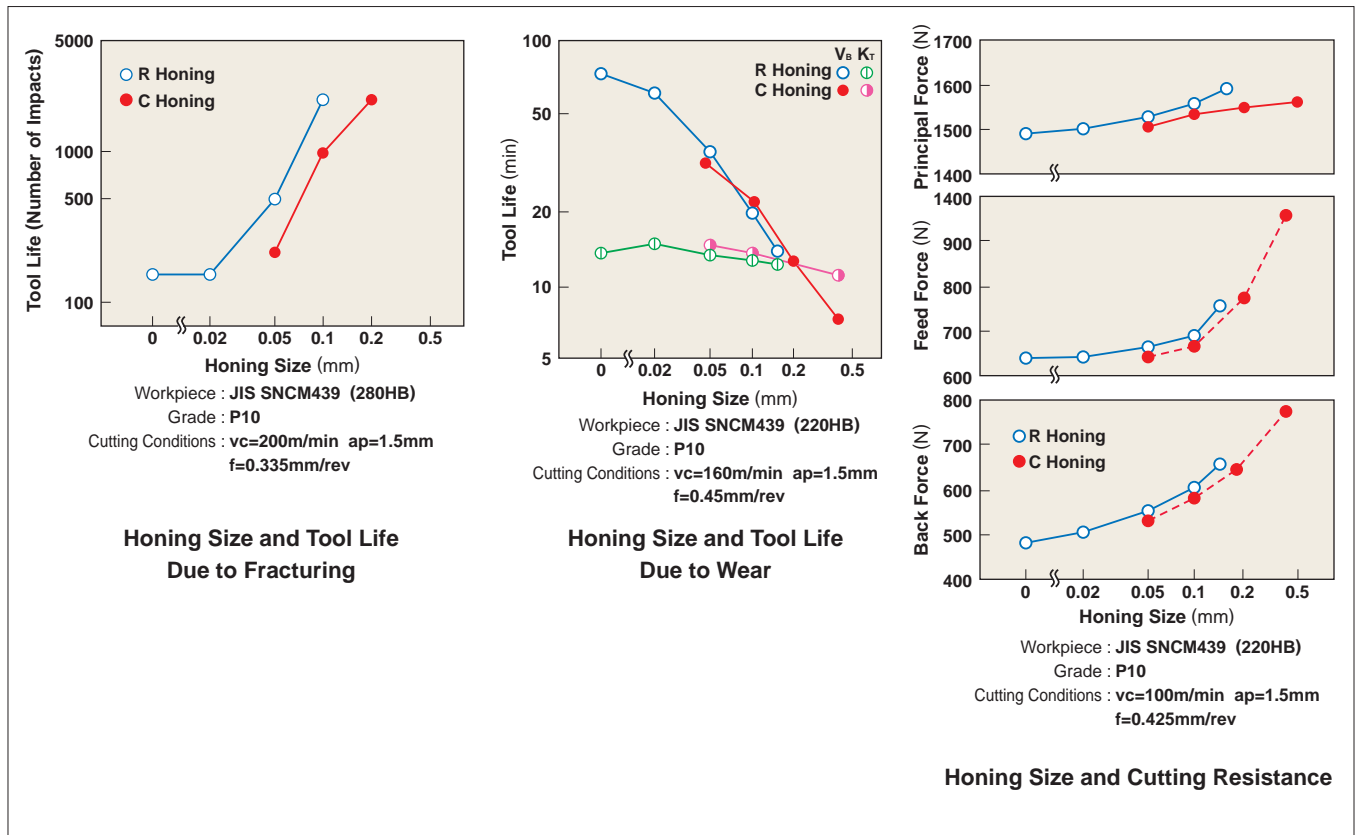 Tool Life (Number of Impacts)
5000
1000
500
100
R Honing
C Honing
0 0.02 0.05 0.1 0.2 0.5
Honing Size (mm)
Workpiece : JIS SNCM439 (280HB)
Grade : P10
Cutting Conditions : vc=200m/min ap=1.5mm
f=0.335mm/rev
Honing Size and Tool Life
Due to Fracturing
Tool Life (min)
100
50
20
10
5
VB KT
R Honing
C Honing
0 0.02 0.05 0.1 0.2 0.5
Honing Size (mm)
Workpiece : JIS SNCM439 (220HB)
Grade : P10
Cutting Conditions : vc=160m/min ap=1.5mm
f=0.45mm/rev
Honing Size and Tool Life
Due to Wear
Principal Force (N)
1700
1600
1500
1400
Feed Force (N)
1400
900
800
700
600
Back Force (N)
800
700
600
500
400
R Honing
C Honing
0 0.02 0.05 0.1 0.2 0.5
Honing Size (mm)
Workpiece : JIS SNCM439 (220HB)
Grade : P10
Cutting Conditions : vc=100m/min ap=1.5mm
f=0.425mm/rev
Honing Size and Cutting Resistance